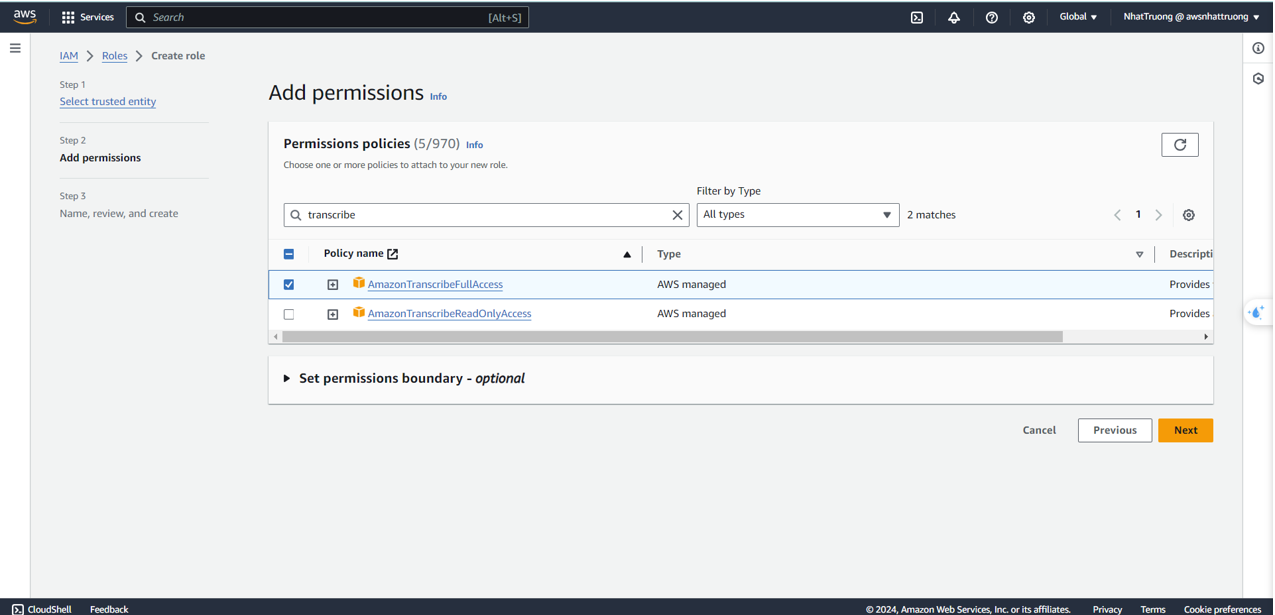 aws
Services
Search
[Alt+S]
Global
NhatTruong @ awsnhattruong
IAM
Roles
Create role
Step 1
Select trusted entity
Step 2
Add permissions
Step 3
Name, review, and create
Add permissions Info
Permissions policies (5/970) Info
Choose one or more policies to attach to your new role.
Filter by Type
transcribe
All types
2 matches
1
Policy name
Type
Descripti
AmazonTranscribeFullAccess
AWS managed
Provides
AmazonTranscribeReadOnlyAccess
AWS managed
Provides
Set permissions boundary - optional
Cancel
Previous
Next
CloudShell
Feedback
© 2024, Amazon Web Services, Inc. or its affiliates.
Privacy
Terms
Cookie preferences